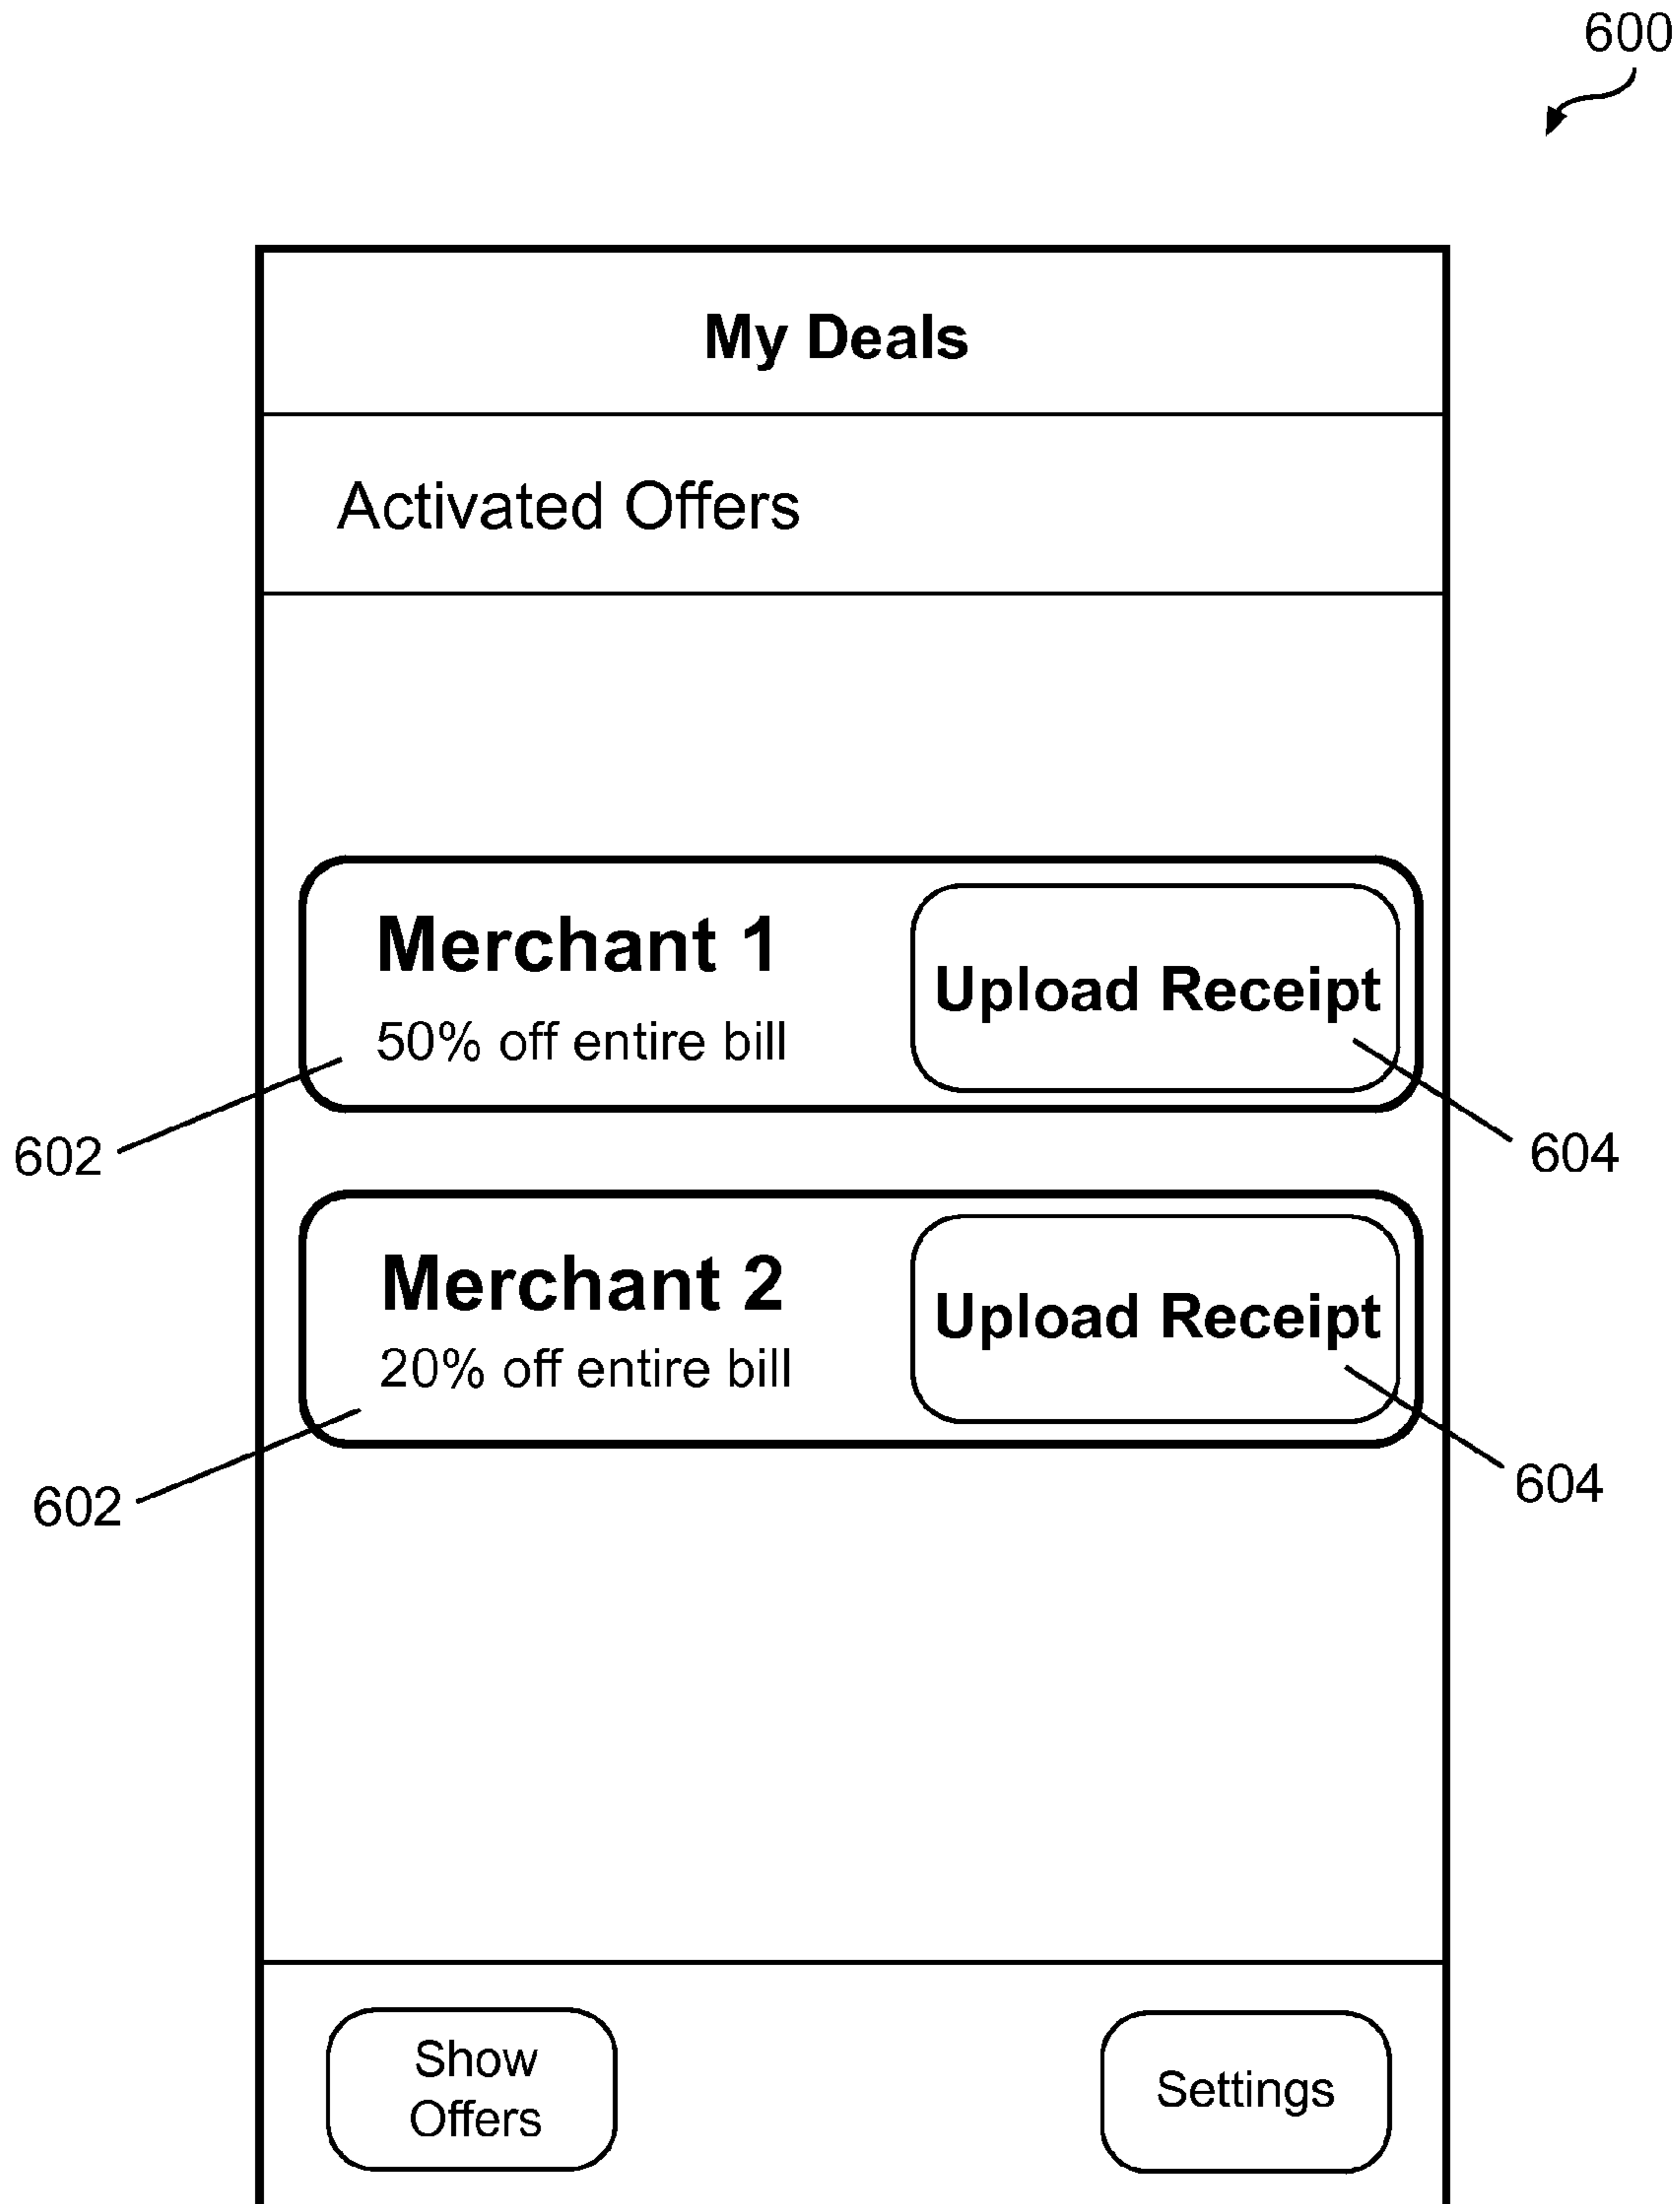 600
My Deals
Activated Offers
Merchant 1
50% off entire bill
Upload Receipt
602
604
Merchant 2
20% off entire bill
Upload Receipt
602
604
Show
Offers
Settings